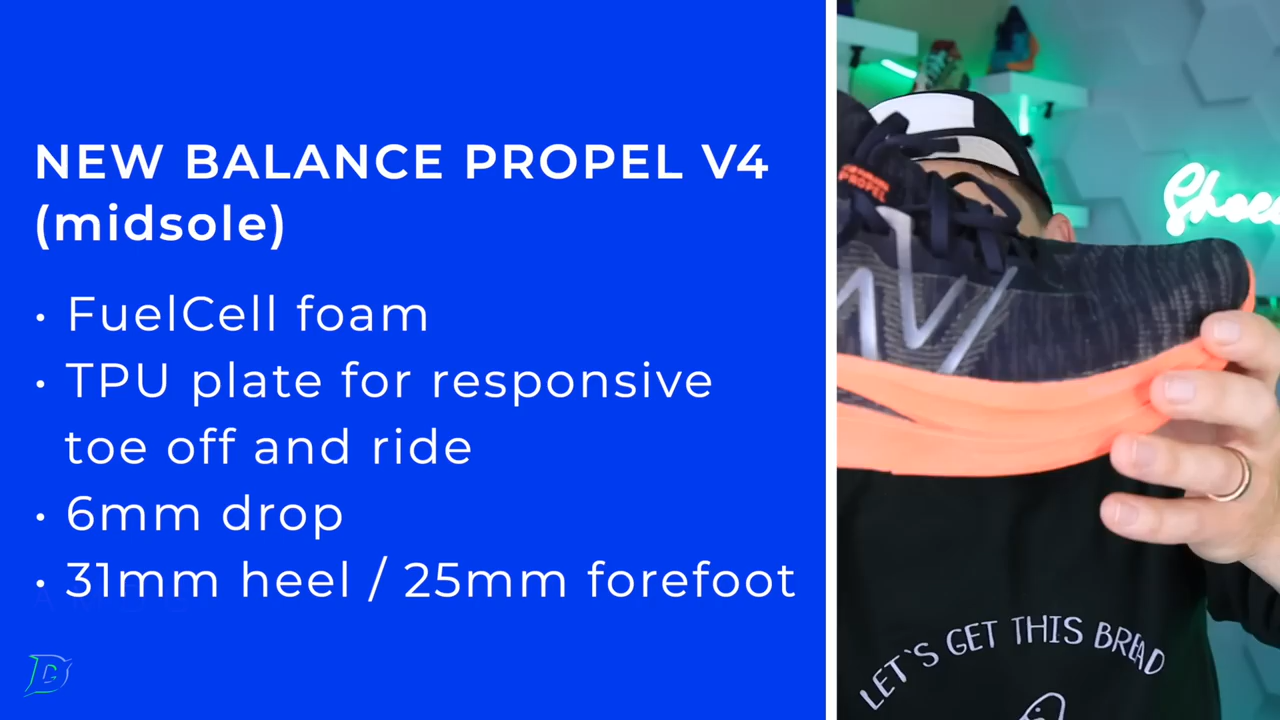 NEW BALANCE PROPEL V4
(midsole)
• FuelCell foam
• TPU plate for responsive
toe off and ride
• 6mm drop
• 31mm heel / 25mm forefoot
PROPEL
LET`S GET THIS BREAD